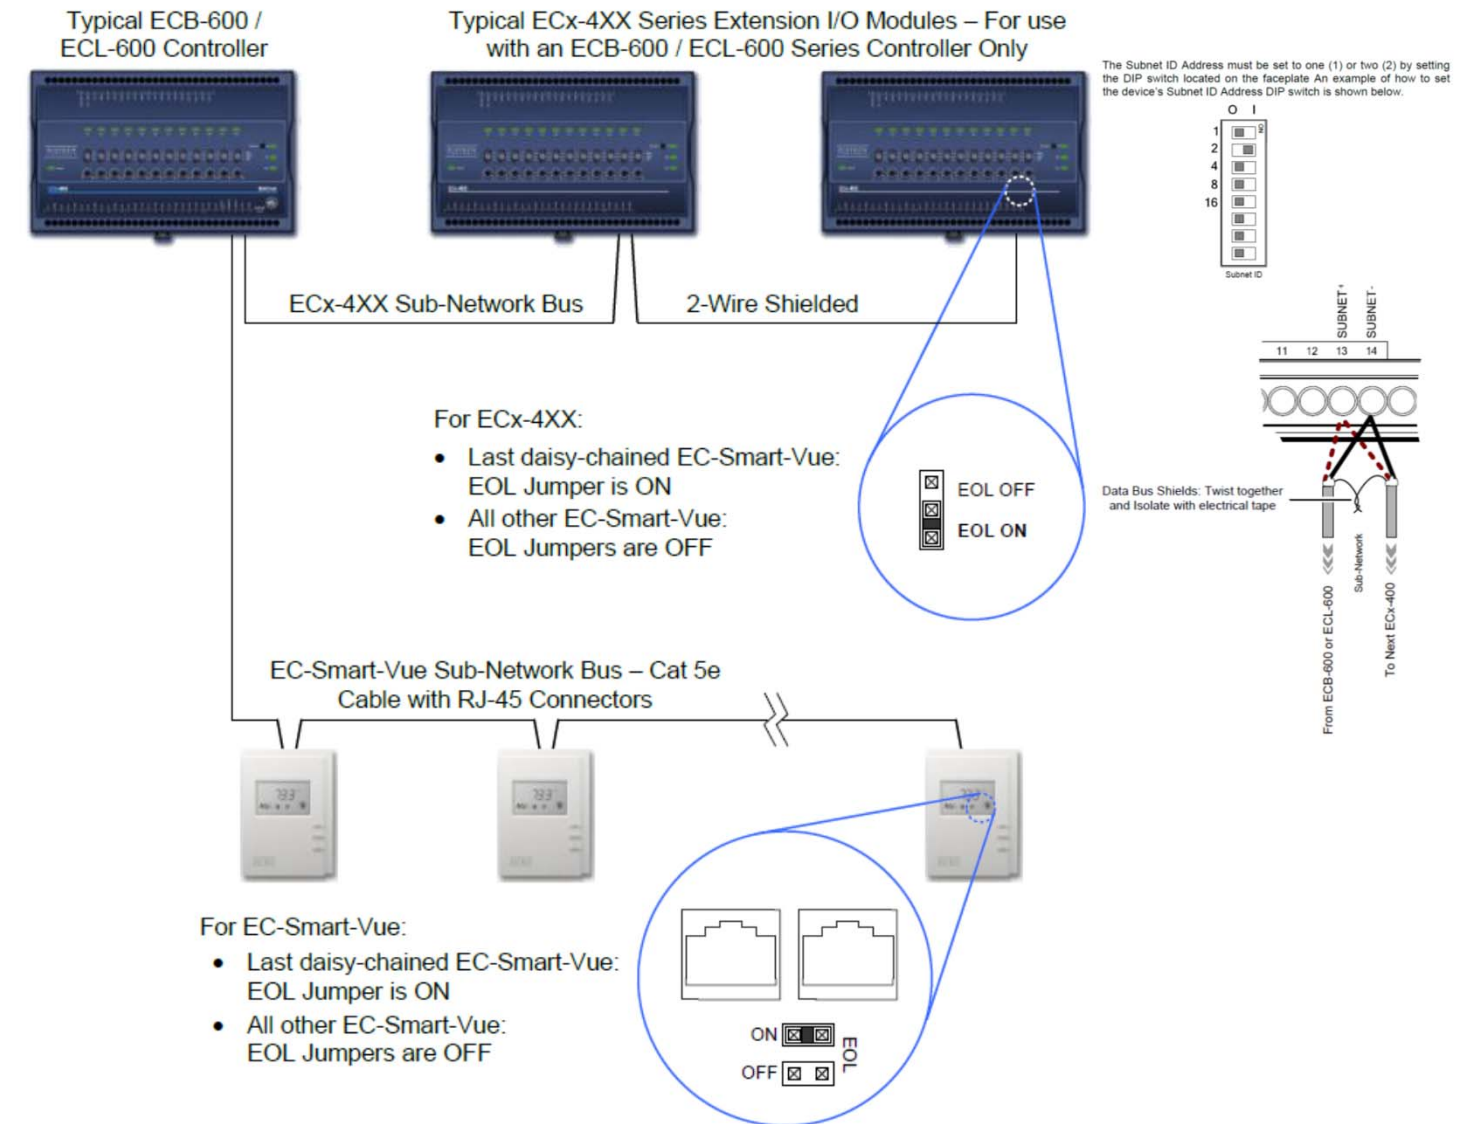 Typical ECB-600 /
ECL-600 Controller
Typical ECx-4XX Series Extension I/O Modules – For use
with an ECB-600 / ECL-600 Series Controller Only
The Subnet ID Address must be set to one (1) or two (2) by setting
the DIP switch located on the faceplate An example of how to set
the device's Subnet ID Address DIP switch is shown below.
O I
ON
1
2
4
8
16
Subnet ID
ECx-4XX Sub-Network Bus
2-Wire Shielded
SUBNET+
SUBNET-
11 12 13 14
For ECx-4XX:
• Last daisy-chained EC-Smart-Vue:
EOL Jumper is ON
• All other EC-Smart-Vue:
EOL Jumpers are OFF
EOL OFF
EOL ON
Data Bus Shields: Twist together
and Isolate with electrical tape
Sub-Network
From ECB-600 or ECL-600
To Next ECx-400
EC-Smart-Vue Sub-Network Bus – Cat 5e
Cable with RJ-45 Connectors
For EC-Smart-Vue:
• Last daisy-chained EC-Smart-Vue:
EOL Jumper is ON
• All other EC-Smart-Vue:
EOL Jumpers are OFF
ON
OFF
EOL